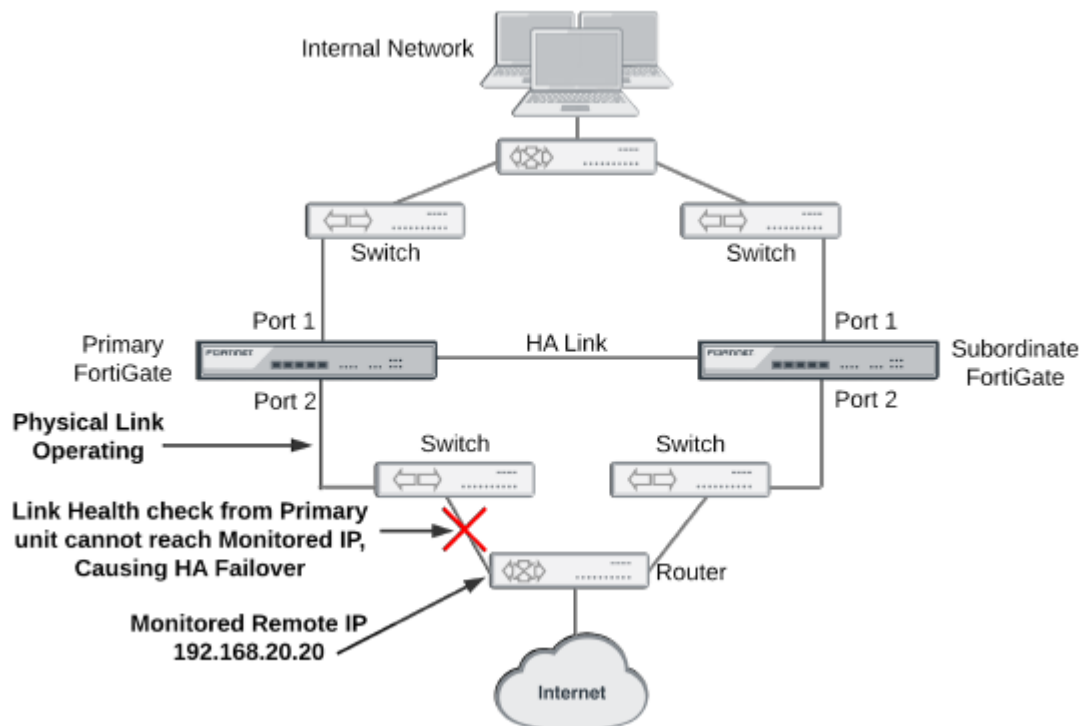 Internal Network
Switch
Switch
Port 1
Port 1
Primary
FortiGate
FORTINET
HA Link
FORTINET
Subordinate
FortiGate
Port 2
Port 2
Physical Link
Operating
Switch
Switch
Link Health check from Primary
unit cannot reach Monitored IP,
Causing HA Failover
Router
Monitored Remote IP
192.168.20.20
Internet